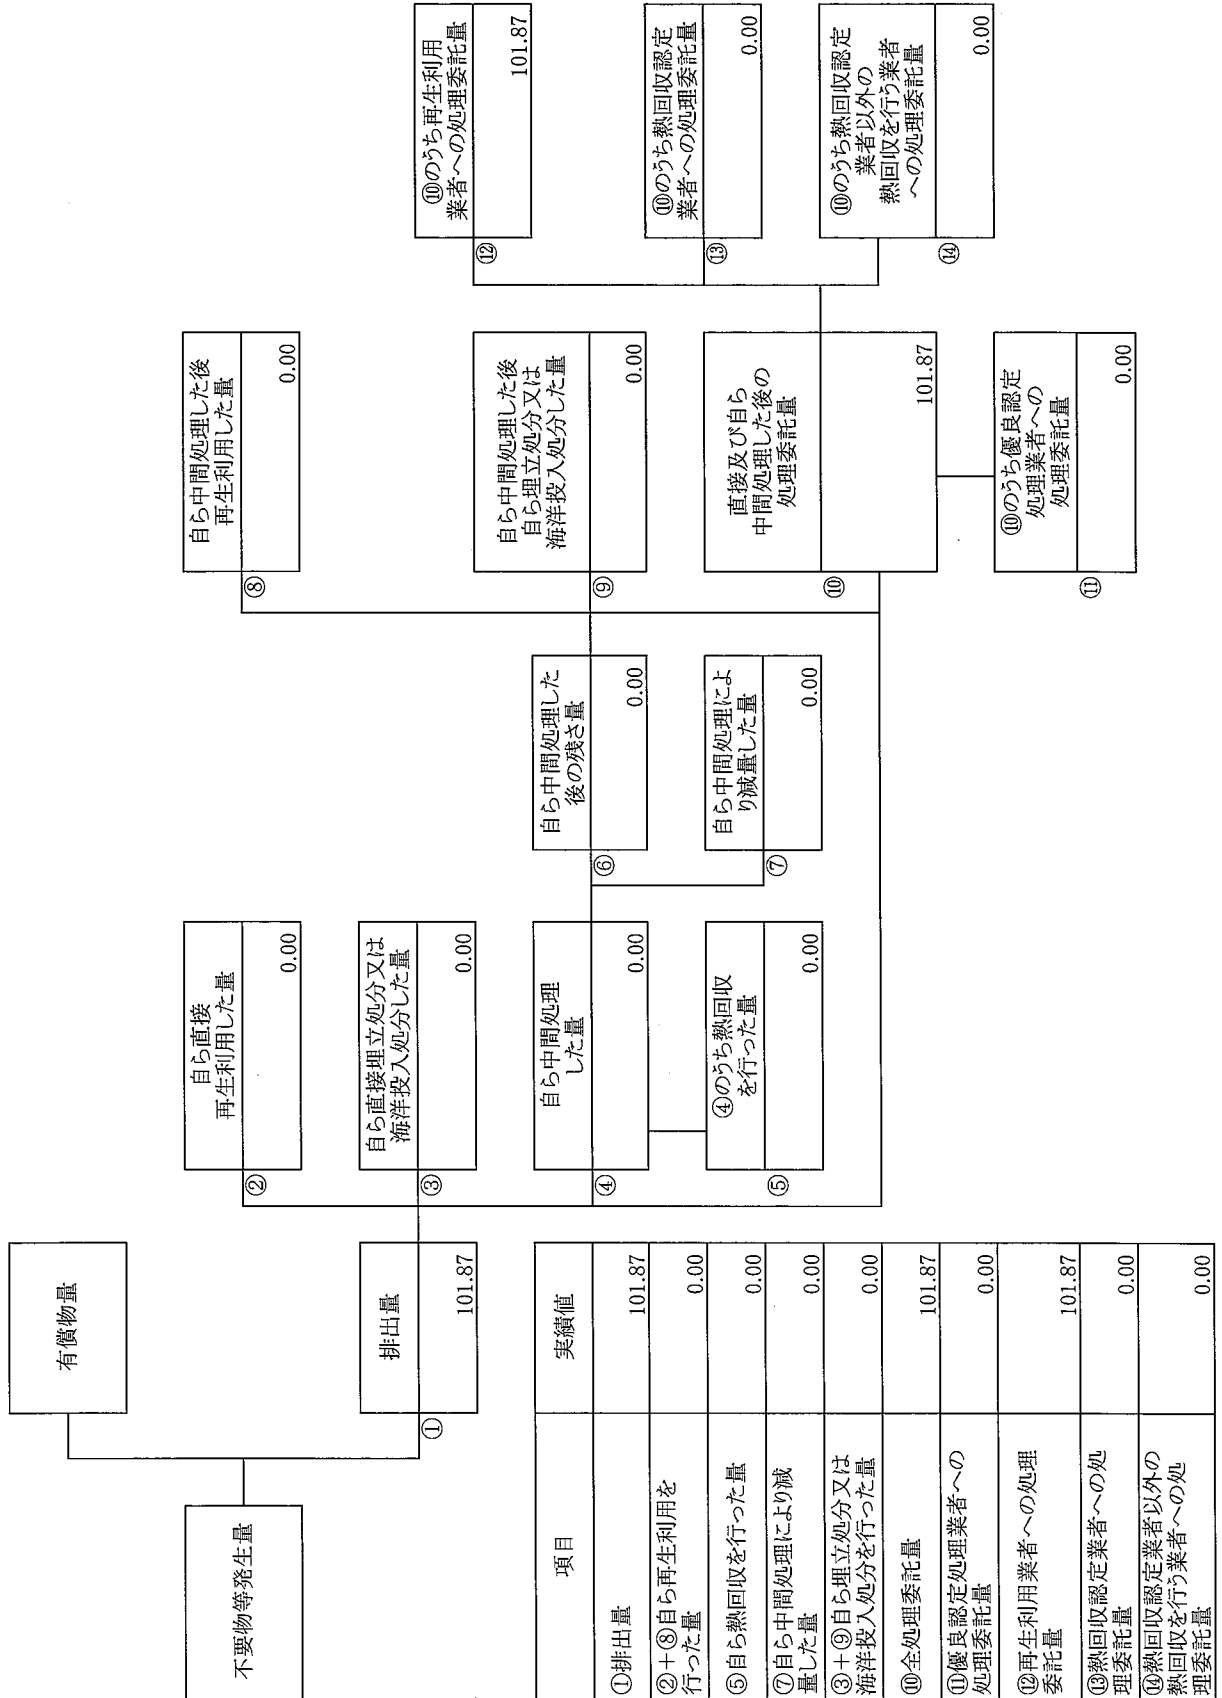 不要物等発生量
有償物量
排出量
①
101.87
自ら直接
再生利用した量
②
0.00
自ら直接埋立処分又は
海洋投入処分した量
③
0.00
自ら中間処理
した量
④
0.00
④のうち熱回収
を行った量
⑤
0.00
自ら中間処理した
後の残さ量
⑥
0.00
自ら中間処理によ
り減量した量
⑦
0.00
自ら中間処理した後
再生利用した量
⑧
0.00
自ら中間処理した後
自ら埋立処分又は
海洋投入処分した量
⑨
0.00
直接及び自ら
中間処理した後の
処理委託量
⑩
101.87
⑩のうち優良認定
処理業者への
処理委託量
⑪
0.00
⑩のうち再生利用
業者への処理委託量
⑫
101.87
⑩のうち熱回収認定
業者への処理委託量
⑬
0.00
⑩のうち熱回収認定
業者以外の
熱回収を行う業者
への処理委託量
⑭
0.00
項目 実績値
①排出量 101.87
②+⑧自ら再生利用を
行った量 0.00
⑤自ら熱回収を行った量 0.00
⑦自ら中間処理により減
量した量 0.00
③+⑨自ら埋立処分又は
海洋投入処分を行った量 0.00
⑩全処理委託量 101.87
⑪優良認定処理業者への
処理委託量 0.00
⑫再生利用業者への処理
委託量 101.87
⑬熱回収認定業者への処
理委託量 0.00
⑭熱回収認定業者以外の
熱回収を行う業者への処
理委託量 0.00